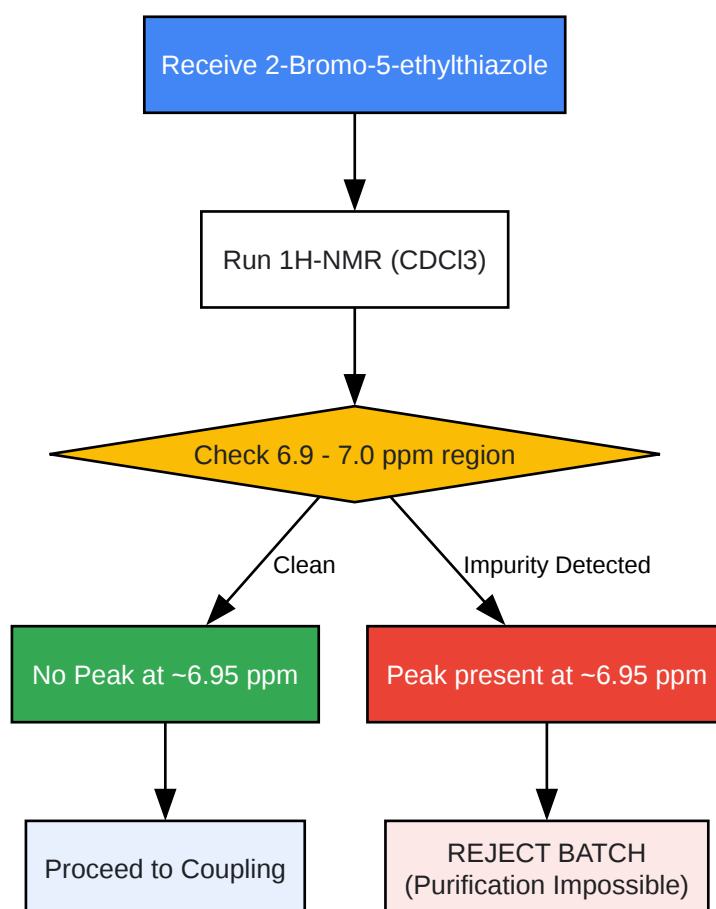 Receive 2-Bromo-5-ethylthiazole
Run 1H-NMR (CDCl3)
Check 6.9 - 7.0 ppm region
Clean
Impurity Detected
No Peak at ~6.95 ppm
Peak present at ~6.95 ppm
Proceed to Coupling
REJECT BATCH
(Purification Impossible)